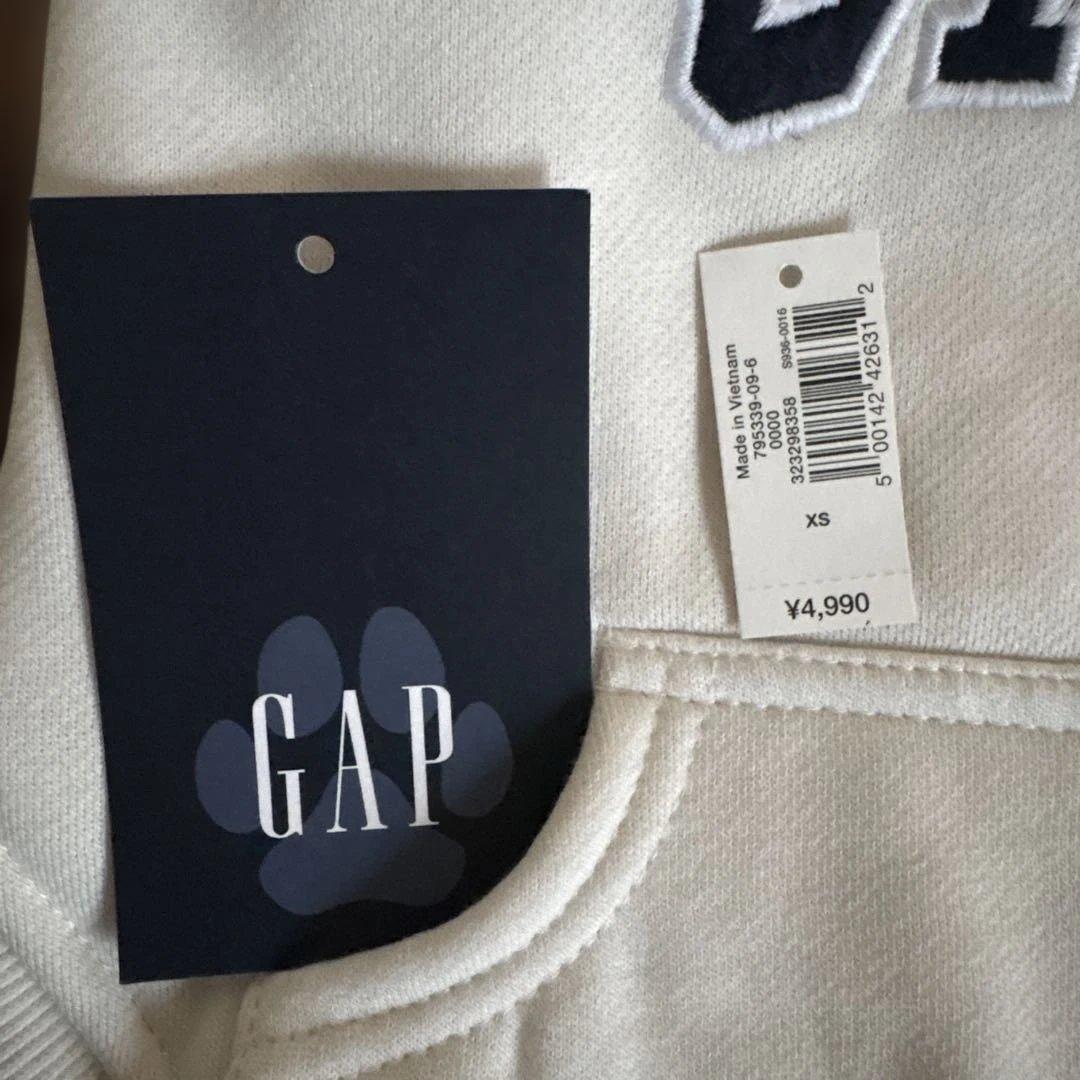 GAP
Made in Vietnam
795339-09-6
0000
323298358 S936-0016
5 00142 42631 2
XS
¥4,990